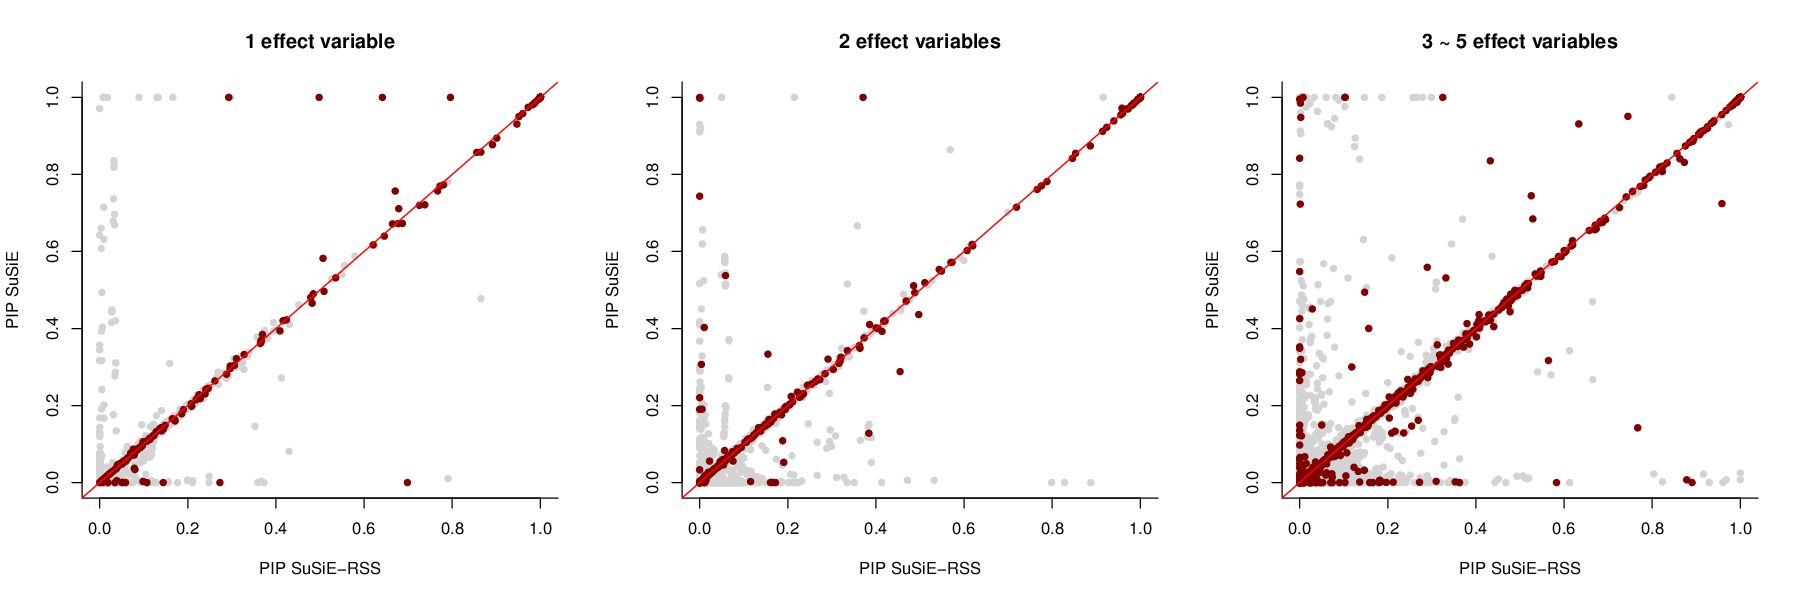 1 effect variable
PIP SuSiE
1.0
0.8
0.6
0.4
0.2
0.0
0.0 0.2 0.4 0.6 0.8 1.0
PIP SuSiE−RSS
2 effect variables
PIP SuSiE
1.0
0.8
0.6
0.4
0.2
0.0
0.0 0.2 0.4 0.6 0.8 1.0
PIP SuSiE−RSS
3 ~ 5 effect variables
PIP SuSiE
1.0
0.8
0.6
0.4
0.2
0.0
0.0 0.2 0.4 0.6 0.8 1.0
PIP SuSiE−RSS